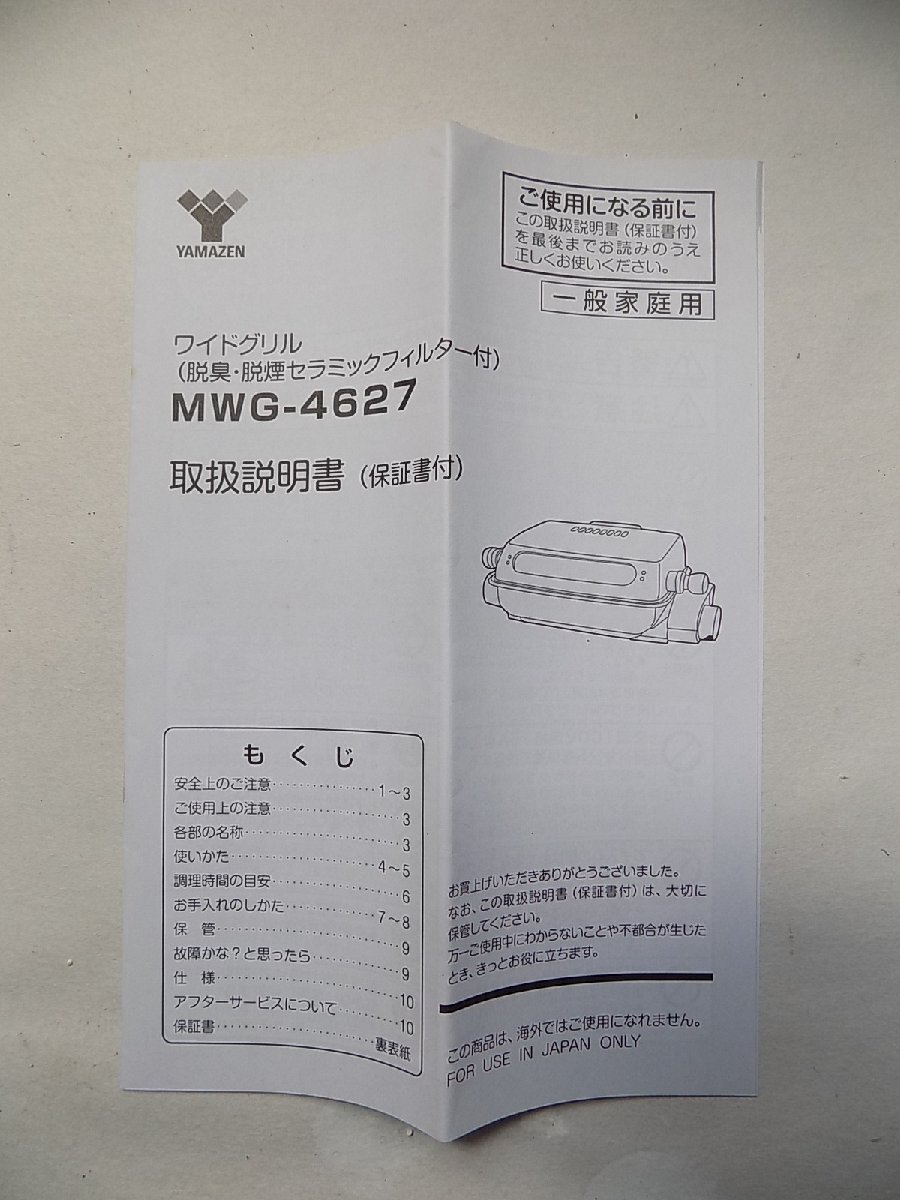 YAMAZEN
ご使用になる前に
この取扱説明書（保証書付）
を最後までお読みのうえ
正しくお使いください。
一般家庭用
ワイドグリル
（脱臭・脱煙セラミックフィルター付）
MWG-4627
取扱説明書（保証書付）
もくじ
安全上のご注意………………1～3
ご使用上の注意………………3
各部の名称………………3
使いかた………………4～5
調理時間の目安………………6
お手入れのしかた………………7～8
保 管………………9
故障かな？と思ったら………………9
仕 様………………10
アフターサービスについて………………10
保証書………………裏表紙
お買上げいただきありがとうございました。
なお、この取扱説明書（保証書付）は、大切に
保管してください。
万一ご使用中にわからないことや不都合が生じた
とき、きっとお役に立ちます。
この商品は、海外ではご使用になれません。
FOR USE IN JAPAN ONLY